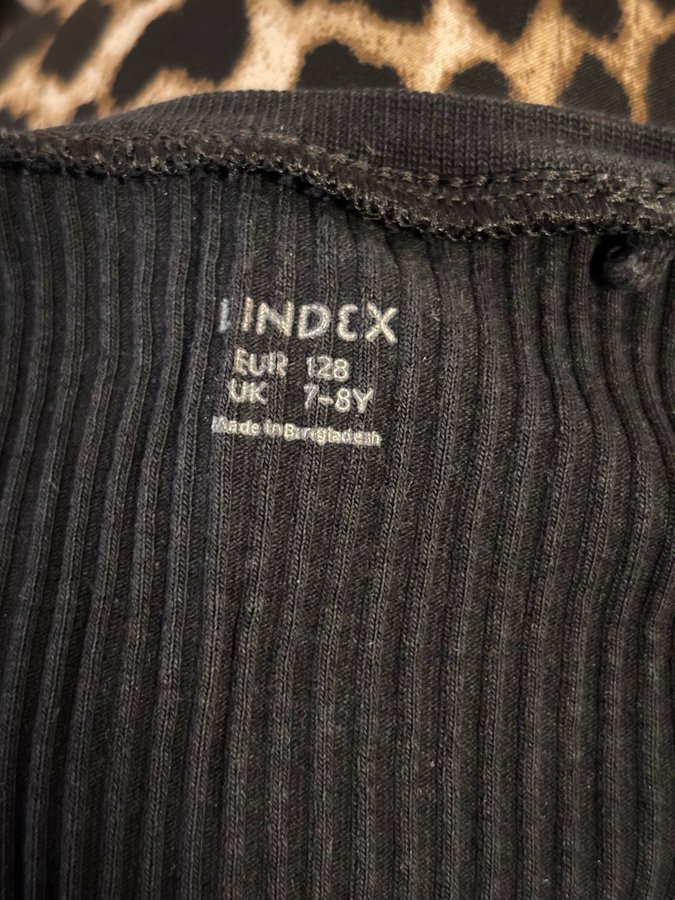 LINDEX
EUR 128
UK 7-8Y
Made in Bangladesh